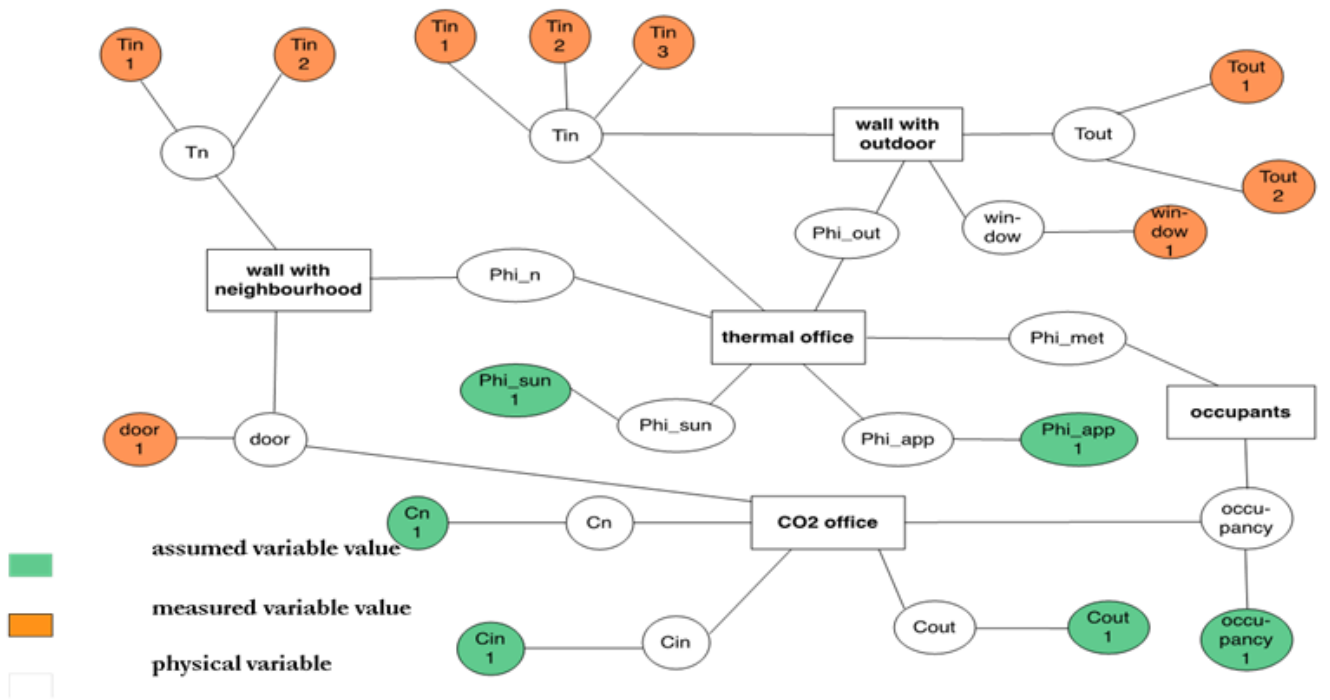 Tin
1
Tin
2
Tin
1
Tin
2
Tin
3
Tout
1
Tn
Tin
wall with
outdoor
Tout
Tout
2
Phi_out
win-
dow
win-
dow
1
wall with
neighbourhood
Phi_n
thermal office
Phi_met
Phi_sun
1
Phi_sun
Phi_app
Phi_app
1
occupants
door
1
door
Cn
1
Cn
CO2 office
occu-
pancy
assumed variable value
measured variable value
physical variable
Cin
1
Cin
Cout
Cout
1
occu-
pancy
1